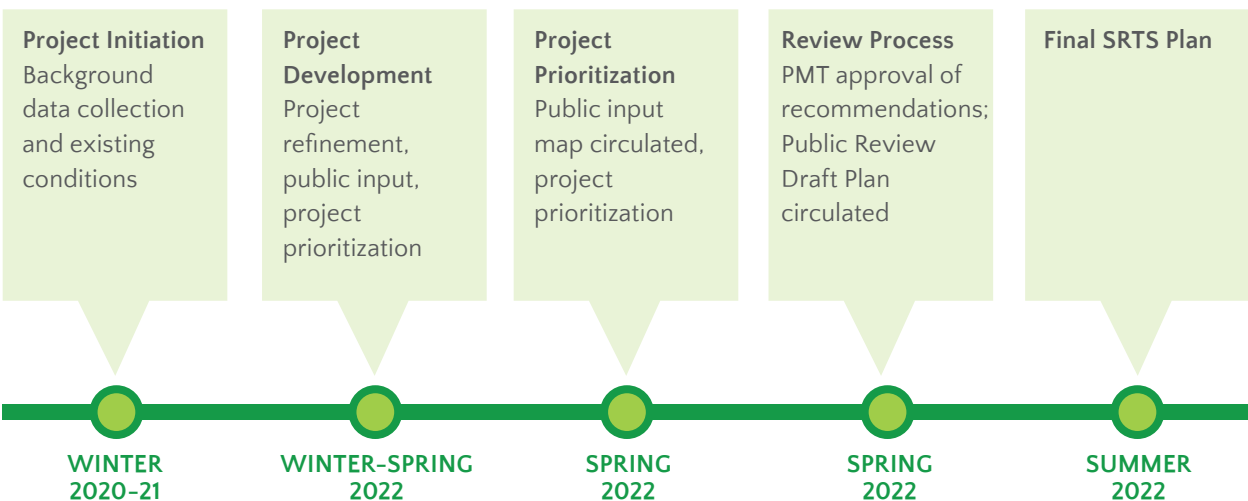 Project Initiation
Background
data collection
and existing
conditions
Project
Development
Project
refinement,
public input,
project
prioritization
Project
Prioritization
Public input
map circulated,
project
prioritization
Review Process
PMT approval of
recommendations;
Public Review
Draft Plan
circulated
Final SRTS Plan
WINTER
2020-21
WINTER-SPRING
2022
SPRING
2022
SPRING
2022
SUMMER
2022